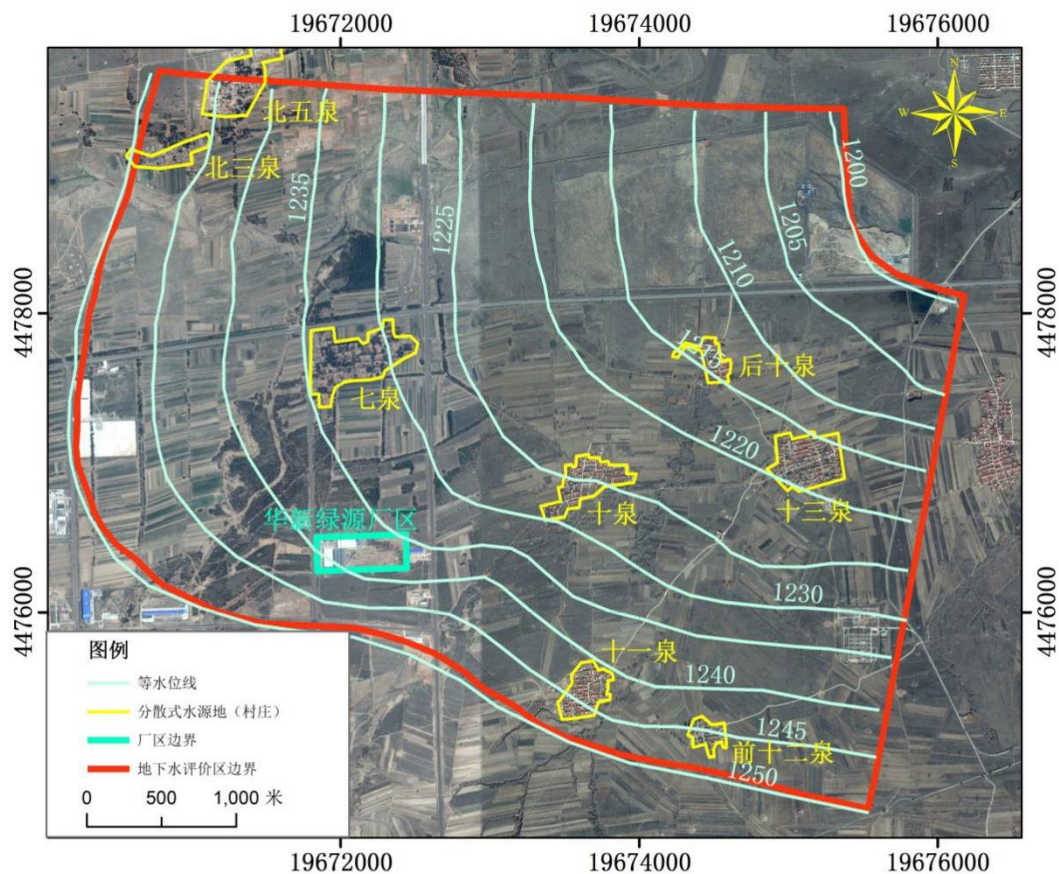 19672000 19674000 19676000
N
W E
S
北五泉
北三泉
1235
1225
1200
1205
1210
4478000 4478000
1215
后十泉
七泉
1220
十泉
十三泉
华新绿源厂区
4476000 4476000
1230
十一泉
1240
1245
前十二泉
1250
图例
等水位线
分散式水源地（村庄）
厂区边界
地下水评价区边界
0 500 1,000 米
19672000 19674000 19676000